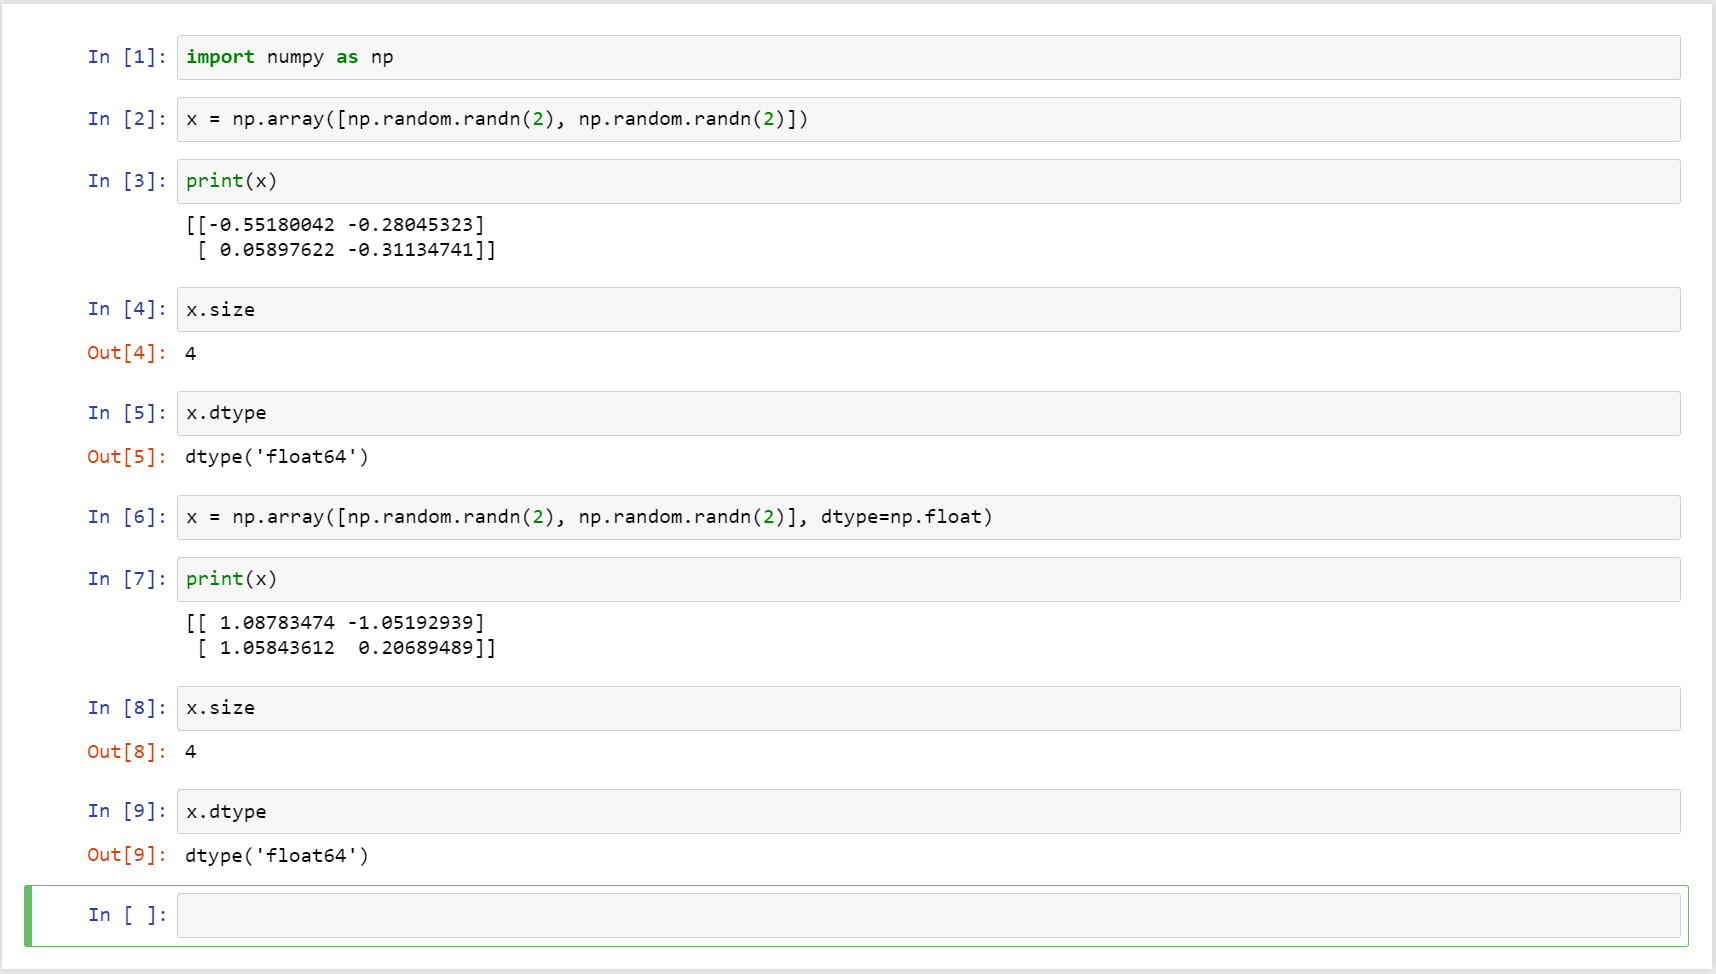 In [1]: import numpy as np
In [2]: x = np.array([np.random.randn(2), np.random.randn(2)])
In [3]: print(x)
[[-0.55180042 -0.28045323]
 [ 0.05897622 -0.31134741]]
In [4]: x.size
Out[4]: 4
In [5]: x.dtype
Out[5]: dtype('float64')
In [6]: x = np.array([np.random.randn(2), np.random.randn(2)], dtype=np.float)
In [7]: print(x)
[[ 1.08783474 -1.05192939]
 [ 1.05843612  0.20689489]]
In [8]: x.size
Out[8]: 4
In [9]: x.dtype
Out[9]: dtype('float64')
In [ ]: